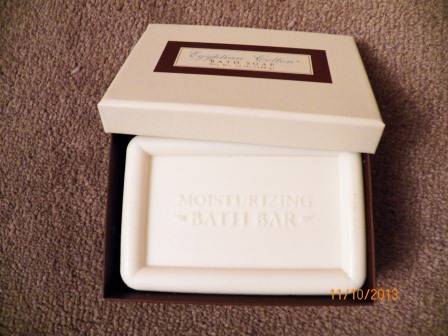 Egyptian Cotton
BATH SOAP
MOISTURIZING
BATH BAR
11/10/2013